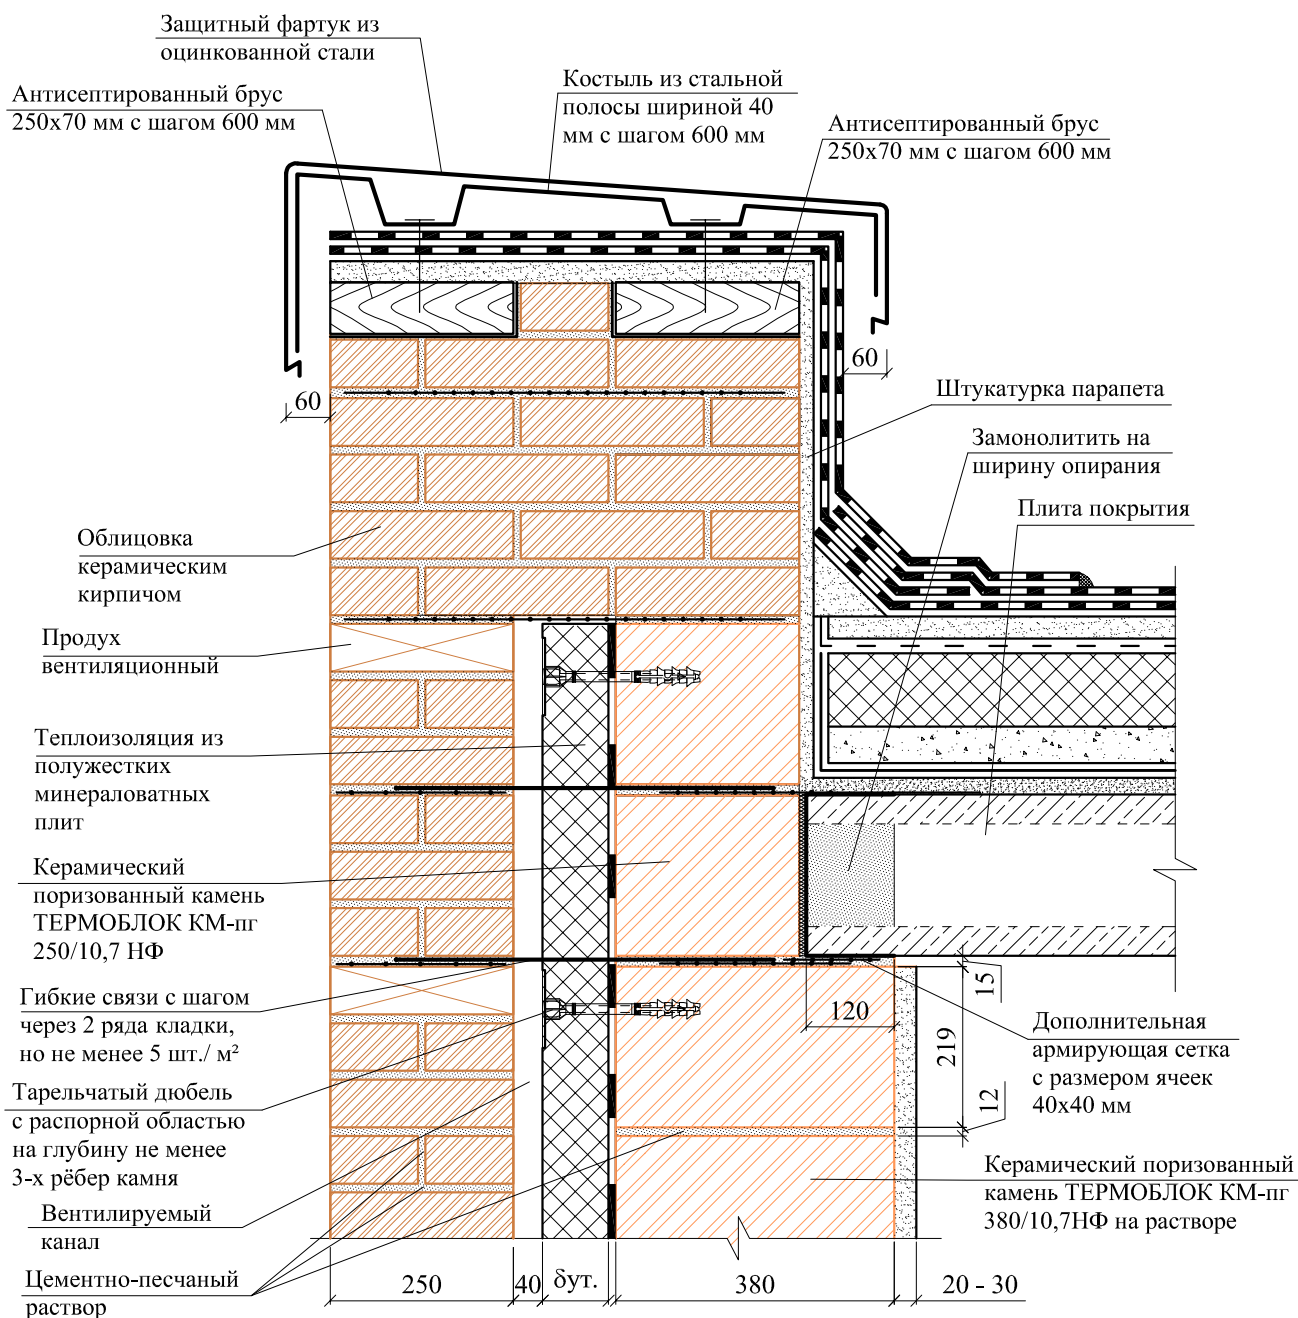 Защитный фартук из
оцинкованной стали
Антисептированный брус
250х70 мм с шагом 600 мм
Костыль из стальной
полосы шириной 40
мм с шагом 600 мм
Антисептированный брус
250х70 мм с шагом 600 мм
60
60
Штукатурка парапета
Замонолитить на
ширину опирания
Плита покрытия
Облицовка
керамическим
кирпичом
Продух
вентиляционный
Теплоизоляция из
полужестких
минераловатных
плит
Керамический
поризованный камень
ТЕРМОБЛОК КМ-пг
250/10,7 НФ
Гибкие связи с шагом
через 2 ряда кладки,
но не менее 5 шт./ м²
Тарельчатый дюбель
с распорной областью
на глубину не менее
3-х рёбер камня
Вентилируемый
канал
Цементно-песчаный
раствор
120
15
219
12
Дополнительная
армирующая сетка
с размером ячеек
40х40 мм
Керамический поризованный
камень ТЕРМОБЛОК КМ-пг
380/10,7НФ на растворе
250
40
δут.
380
20 - 30